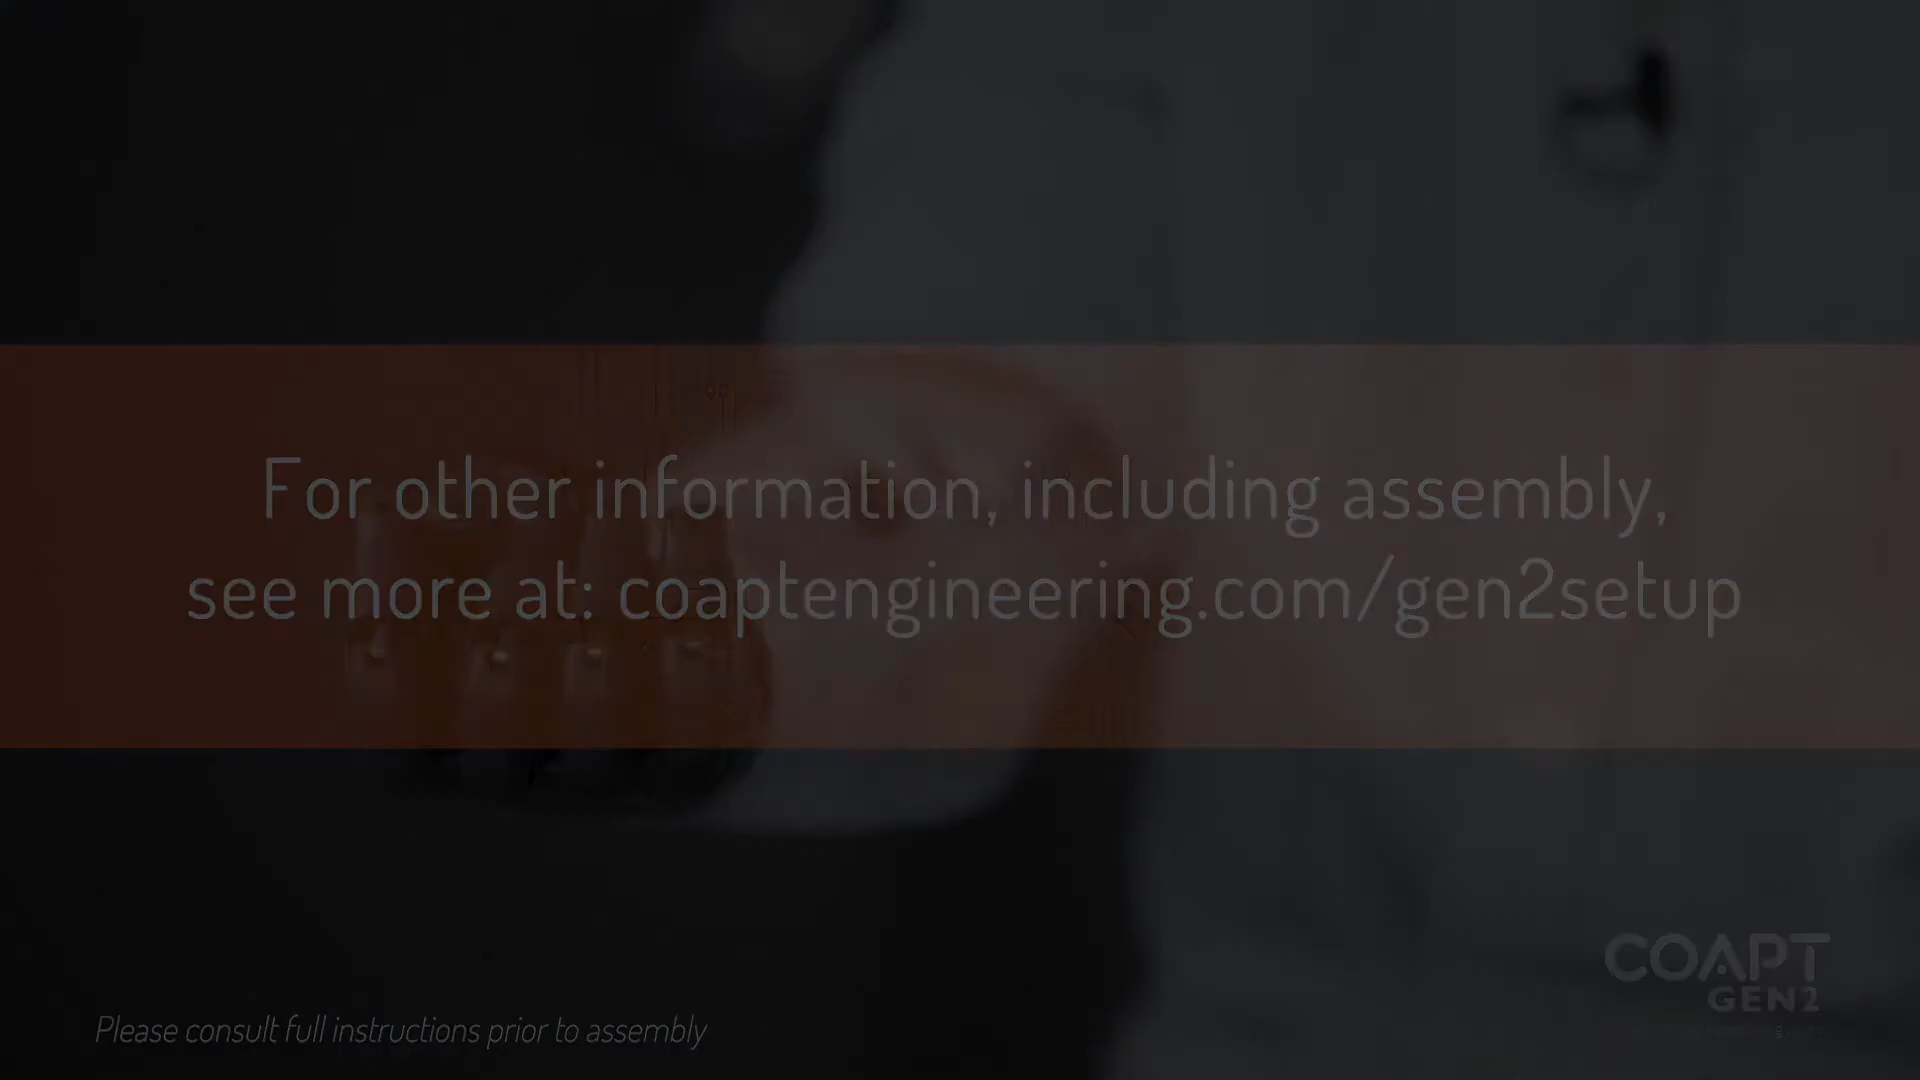 For other information, including assembly,
see more at: coaptengineering.com/gen2setup
COAPT
GEN2
Please consult full instructions prior to assembly